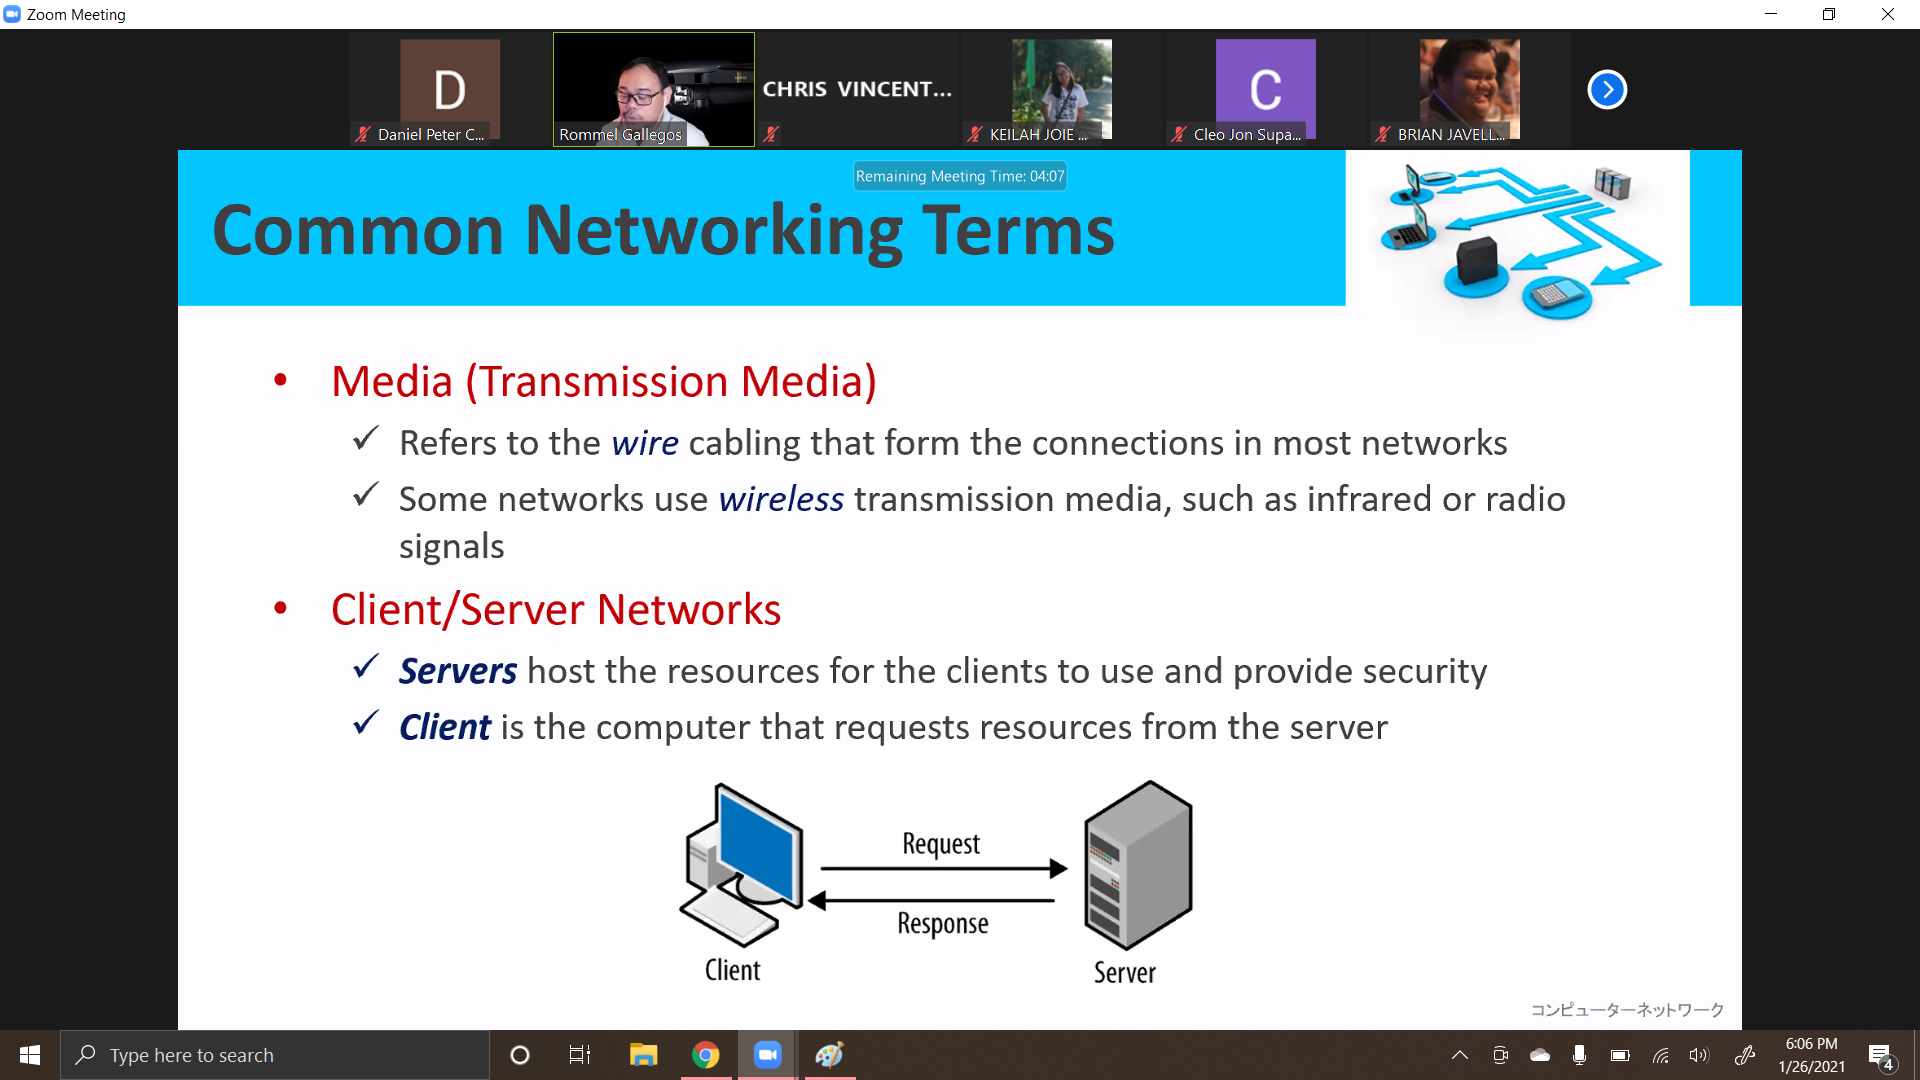 Zoom Meeting
D
CHRIS VINCENT...
C
Daniel Peter C...
Rommel Gallegos
KEILAH JOIE ...
Cleo Jon Supa...
BRIAN JAVELL...
Remaining Meeting Time: 04:07
Common Networking Terms
• Media (Transmission Media)
✓ Refers to the wire cabling that form the connections in most networks
✓ Some networks use wireless transmission media, such as infrared or radio
signals
• Client/Server Networks
✓ Servers host the resources for the clients to use and provide security
✓ Client is the computer that requests resources from the server
Request
Response
Client
Server
コンピューターネットワーク
Type here to search
6:06 PM
1/26/2021
4